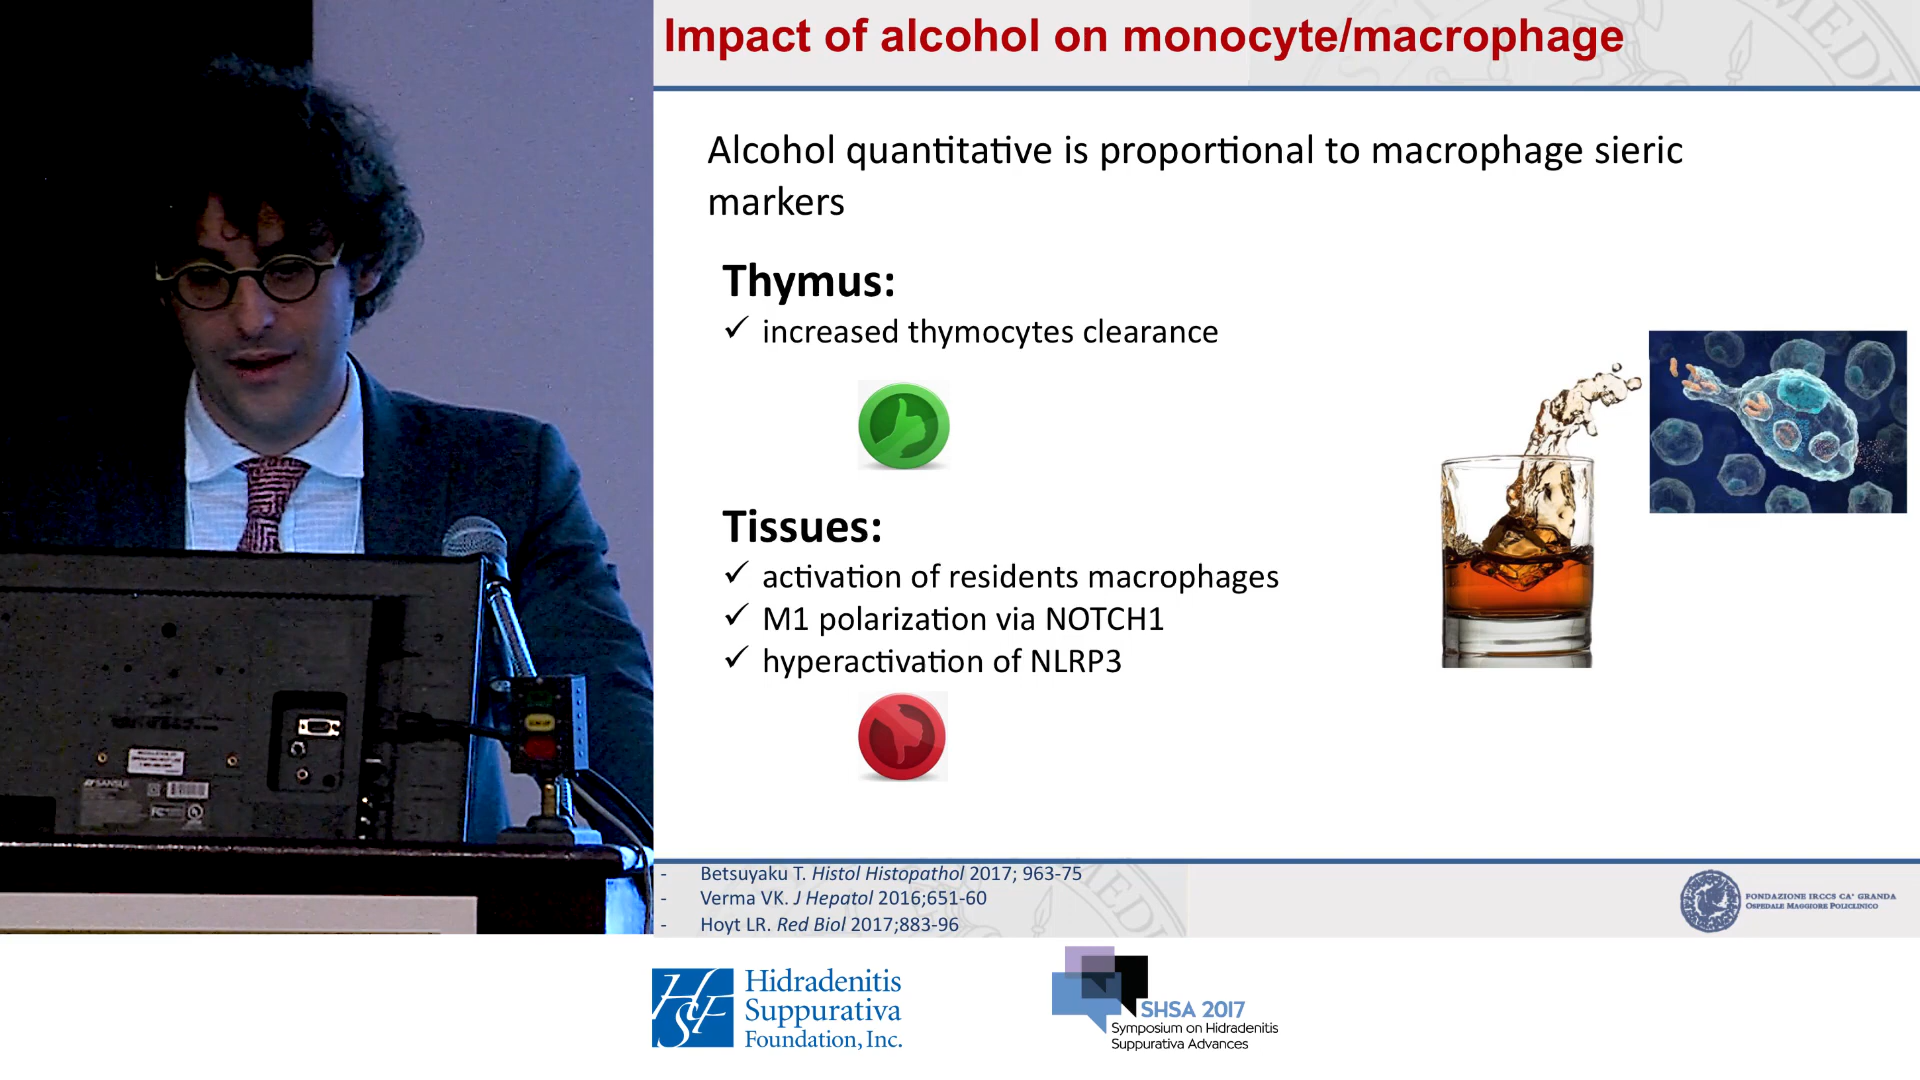 Impact of alcohol on monocyte/macrophage
Alcohol quantitative is proportional to macrophage sieric
markers
Thymus:
✓ increased thymocytes clearance
Tissues:
✓ activation of residents macrophages
✓ M1 polarization via NOTCH1
✓ hyperactivation of NLRP3
- Betsuyaku T. Histol Histopathol 2017; 963-75
- Verma VK. J Hepatol 2016;651-60
- Hoyt LR. Red Biol 2017;883-96
FONDAZIONE IRCCS CA' GRANDA
OSPEDALE MAGGIORE POLICLINICO
HSF
Hidradenitis
Suppurativa
Foundation, Inc.
SHSA 2017
Symposium on Hidradenitis
Suppurativa Advances
SANSUI